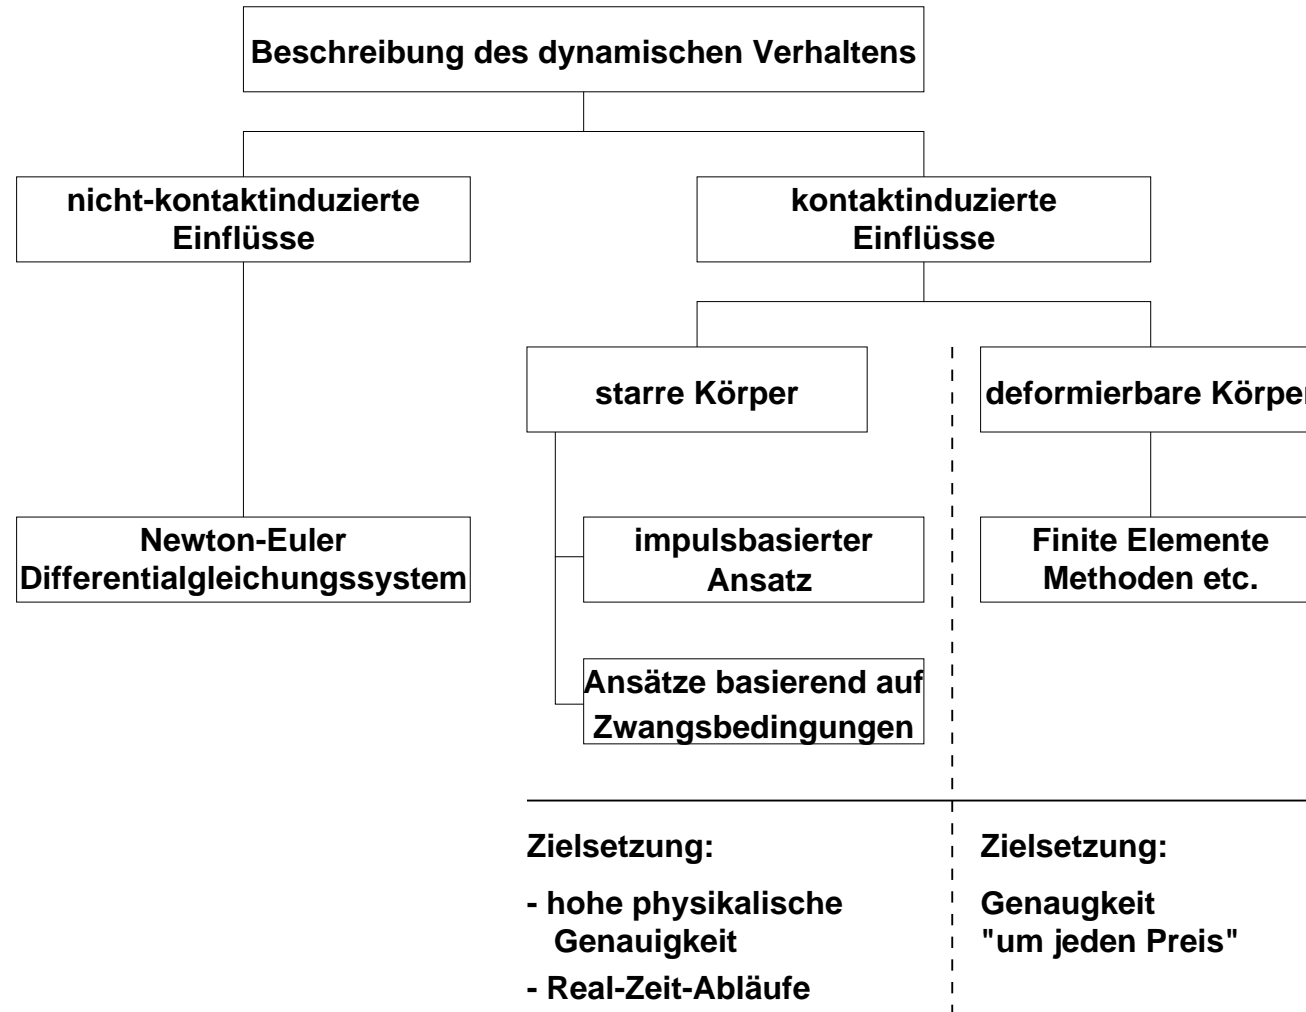 Beschreibung des dynamischen Verhaltens
nicht-kontaktinduzierte
Einflüsse
kontaktinduzierte
Einflüsse
starre Körper
deformierbare Körper
Newton-Euler
Differentialgleichungssystem
impulsbasierter
Ansatz
Finite Elemente
Methoden etc.
Ansätze basierend auf
Zwangsbedingungen
Zielsetzung:
- hohe physikalische
Genauigkeit
- Real-Zeit-Abläufe
Zielsetzung:
Genaugkeit
"um jeden Preis"